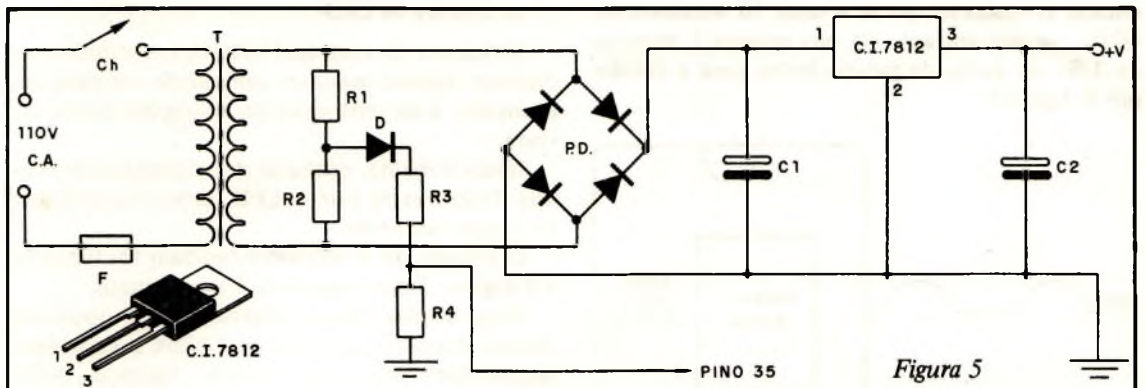 Ch
T
110V
C.A.
F
R1
D
R2
R3
R4
P.D.
C1
1
C.I.7812
3
2
+V
C2
1
2
3
C.I.7812
PINO 35
Figura 5